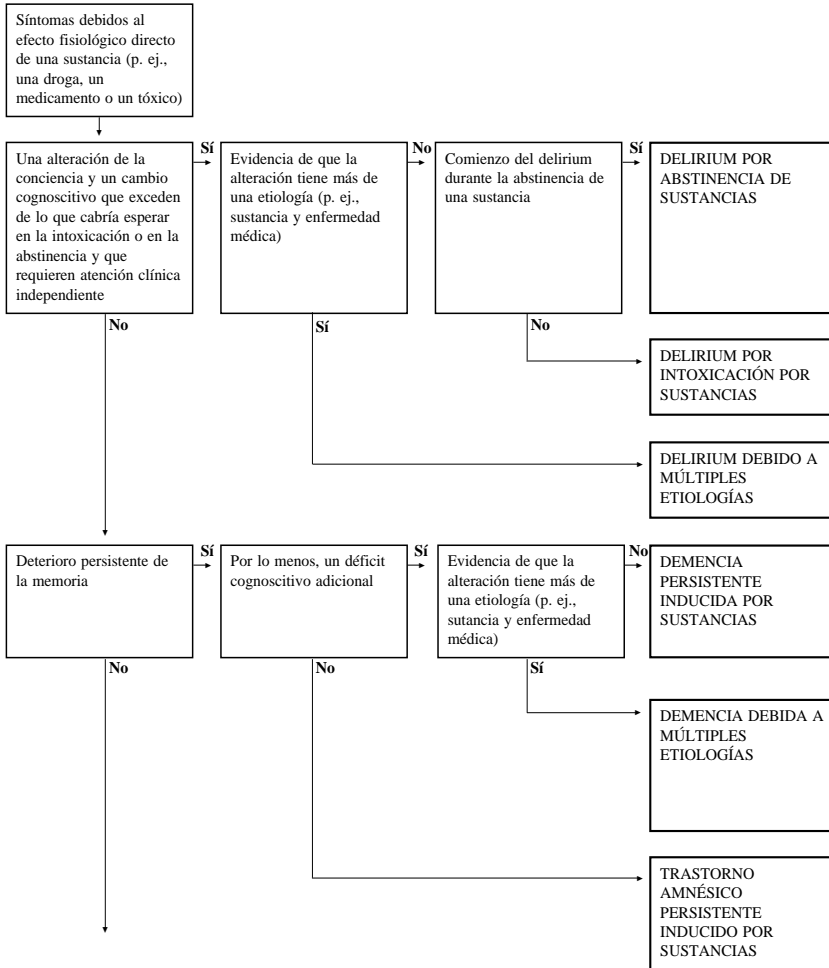 Síntomas debidos al
efecto fisiológico directo
de una sustancia (p. ej.,
una droga, un
medicamento o un tóxico)
Una alteración de la
conciencia y un cambio
cognoscitivo que exceden
de lo que cabría esperar
en la intoxicación o en la
abstinencia y que
requieren atención clínica
independiente
Sí
Evidencia de que la
alteración tiene más de
una etiología (p. ej.,
sustancia y enfermedad
médica)
No
Comienzo del delirium
durante la abstinencia de
una sustancia
Sí
DELIRIUM POR
ABSTINENCIA DE
SUSTANCIAS
No
Sí
No
DELIRIUM POR
INTOXICACIÓN POR
SUSTANCIAS
DELIRIUM DEBIDO A
MÚLTIPLES
ETIOLOGÍAS
Deterioro persistente de
la memoria
Sí
Por lo menos, un déficit
cognoscitivo adicional
Sí
Evidencia de que la
alteración tiene más de
una etiología (p. ej.,
sutancia y enfermedad
médica)
No
DEMENCIA
PERSISTENTE
INDUCIDA POR
SUSTANCIAS
No
No
Sí
DEMENCIA DEBIDA A
MÚLTIPLES
ETIOLOGÍAS
TRASTORNO
AMNÉSICO
PERSISTENTE
INDUCIDO POR
SUSTANCIAS